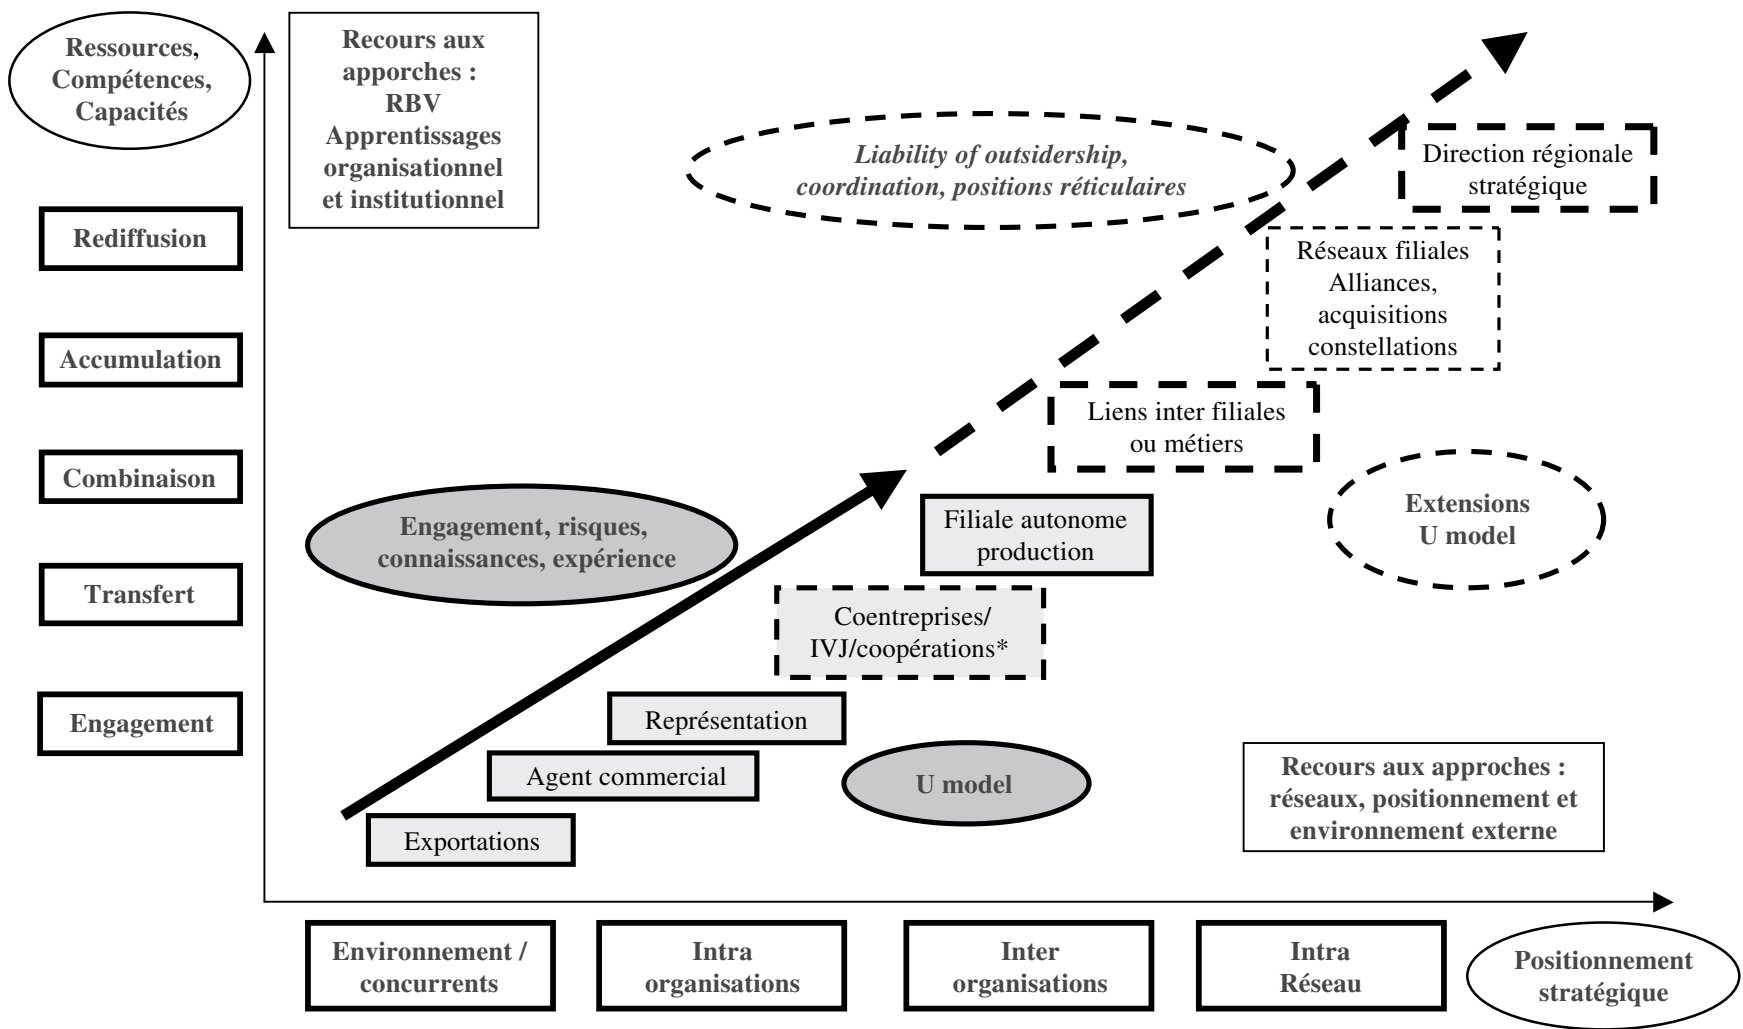 Ressources,
Compétences,
Capacités
Recours aux
apporches :
RBV
Apprentissages
organisationnel
et institutionnel
Liability of outsidership,
coordination, positions réticulaires
Direction régionale
stratégique
Rediffusion
Réseaux filiales
Alliances,
acquisitions
constellations
Accumulation
Liens inter filiales
ou métiers
Combinaison
Engagement, risques,
connaissances, expérience
Filiale autonome
production
Extensions
U model
Transfert
Coentreprises/
IVJ/coopérations*
Engagement
Représentation
Agent commercial
U model
Recours aux approches :
réseaux, positionnement et
environnement externe
Exportations
Environnement /
concurrents
Intra
organisations
Inter
organisations
Intra
Réseau
Positionnement
stratégique